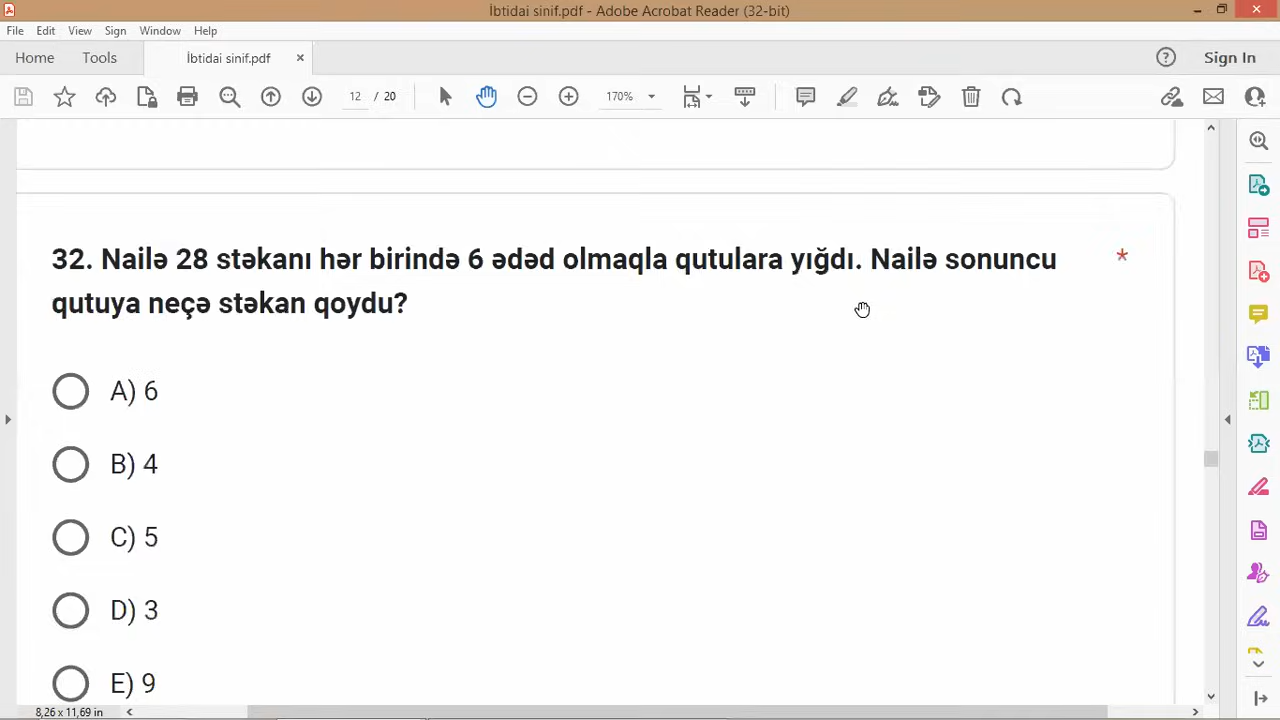 İbtidai sinif.pdf - Adobe Acrobat Reader (32-bit)
File Edit View Sign Window Help
Home Tools İbtidai sinif.pdf × ? Sign In
12 / 20 170%
32. Nailə 28 stəkanı hər birində 6 ədəd olmaqla qutulara yığdı. Nailə sonuncu *
qutuya neçə stəkan qoydu?
A) 6
B) 4
C) 5
D) 3
E) 9
8,26 x 11,69 in